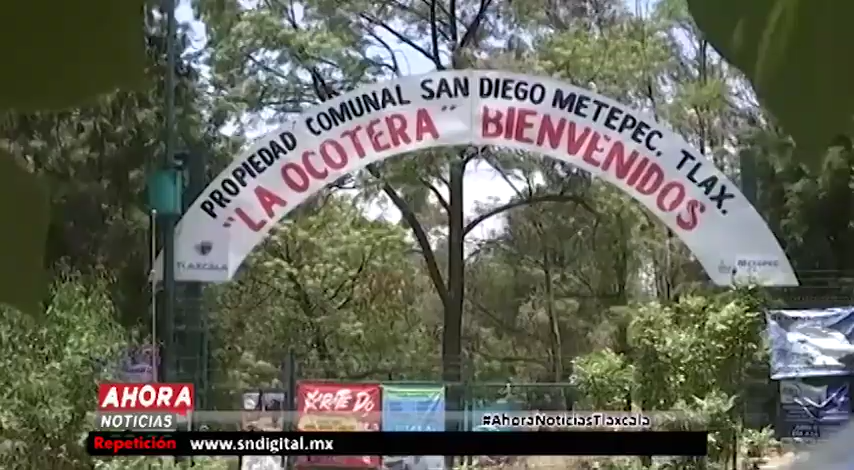 PROPIEDAD COMUNAL SAN DIEGO METEPEC, TLAX.
"LA OCOTERA" BIENVENIDOS
TLAXCALA
METEPEC
AHORA
NOTICIAS
#AhoraNoticiasTlaxcala
Repetición www.sndigital.mx